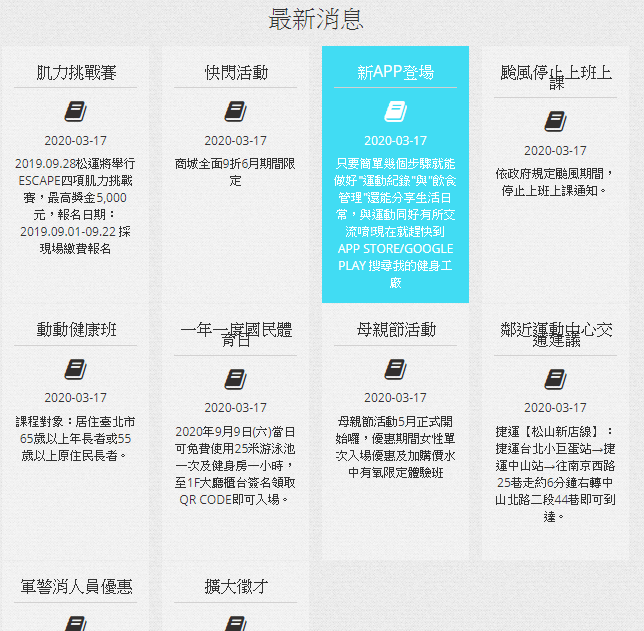 最新消息
肌力挑戰賽
2020-03-17
2019.09.28松運將舉行
ESCAPE四項肌力挑戰
賽，最高獎金5,000
元，報名日期：
2019.09.01-09.22 採
現場繳費報名
快閃活動
2020-03-17
商城全面9折6月期間限
定
新APP登場
2020-03-17
只要簡單幾個步驟就能
做好"運動紀錄"與"飲食
管理"還能分享生活日
常，與運動同好有所交
流唷!現在就趕快到
APP STORE/GOOGLE
PLAY 搜尋我的健身工
廠
颱風停止上班上
課
2020-03-17
依政府規定颱風期間，
停止上班上課通知。
動動健康班
2020-03-17
課程對象：居住臺北市
65歲以上年長者或55
歲以上原住民長者。
一年一度國民體
育日
2020-03-17
2020年9月9日(六)當日
可免費使用25米游泳池
一次及健身房一小時，
至1F大廳櫃台簽名領取
QR CODE即可入場。
母親節活動
2020-03-17
母親節活動5月正式開
始囉，優惠期間女性單
次入場優惠及加購價水
中有氧限定體驗班
鄰近運動中心交
通建議
2020-03-17
捷運【松山新店線】：
捷運台北小巨蛋站→捷
運中山站→往南京西路
25巷走約6分鐘右轉中
山北路二段44巷即可到
達。
軍警消人員優惠
擴大徵才